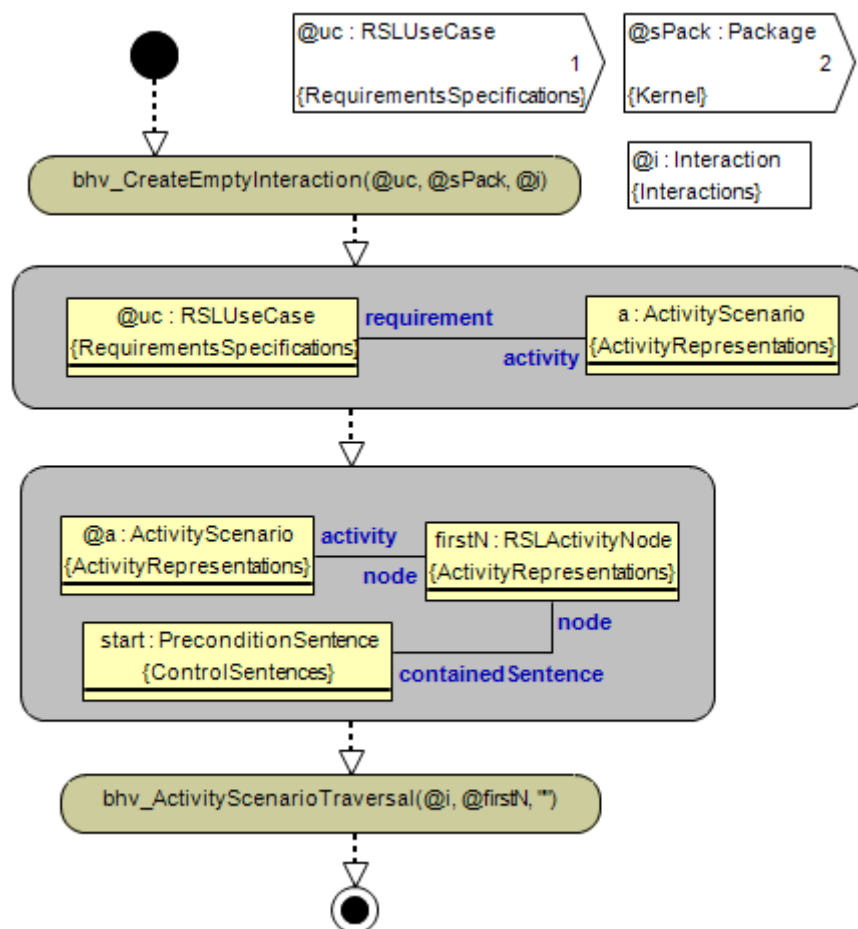 @uc : RSLUseCase
1
{RequirementsSpecifications}
@sPack : Package
2
{Kernel}
@i : Interaction
{Interactions}
bhv_CreateEmptyInteraction(@uc, @sPack, @i)
@uc : RSLUseCase
{RequirementsSpecifications}
requirement
activity
a : ActivityScenario
{ActivityRepresentations}
@a : ActivityScenario
{ActivityRepresentations}
activity
node
firstN : RSLActivityNode
{ActivityRepresentations}
node
start : PreconditionSentence
{ControlSentences}
containedSentence
bhv_ActivityScenarioTraversal(@i, @firstN, "")